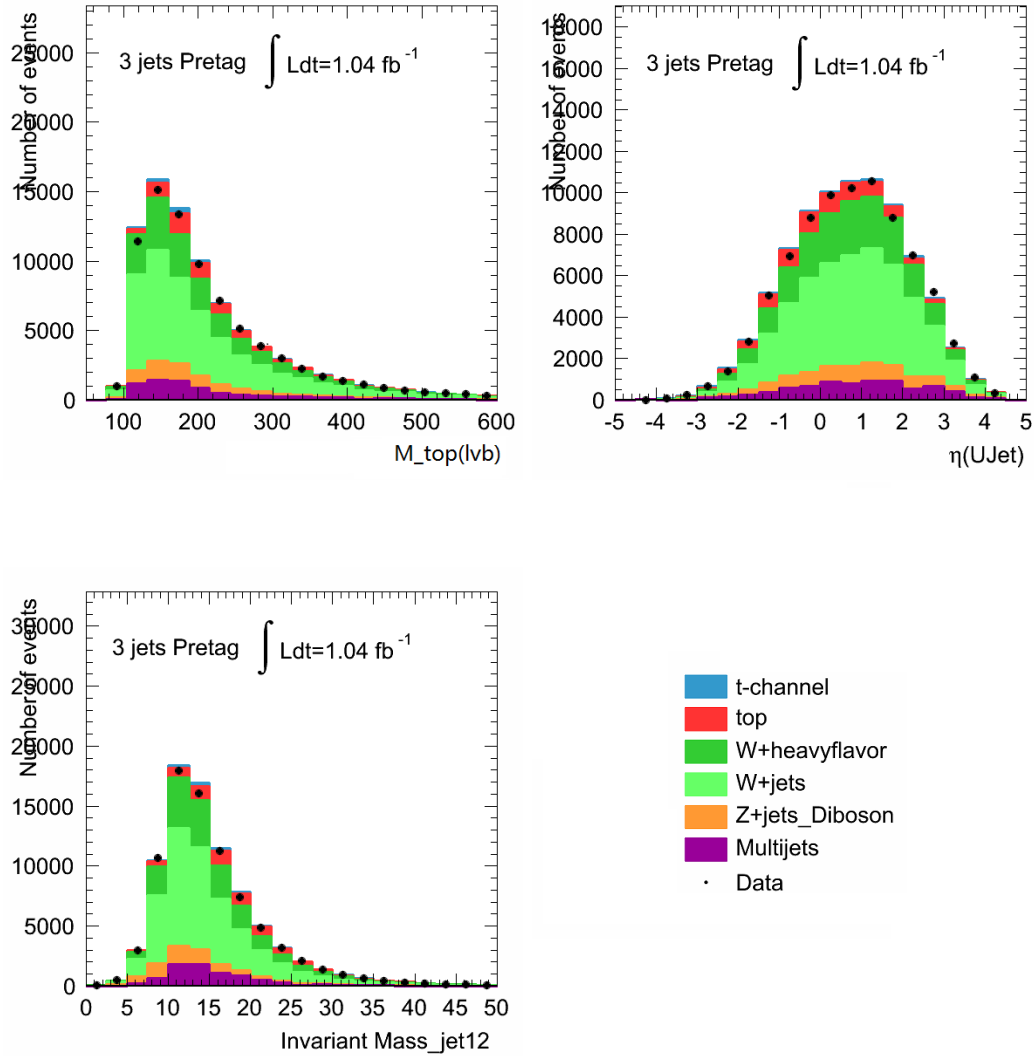 Number of events
25000
20000
15000
10000
5000
0
3 jets Pretag ∫ Ldt=1.04 fb⁻¹
100 200 300 400 500 600
M_top(lvb)
Number of events
18000
16000
14000
12000
10000
8000
6000
4000
2000
0
3 jets Pretag ∫ Ldt=1.04 fb⁻¹
-5 -4 -3 -2 -1 0 1 2 3 4 5
η(UJet)
Number of events
30000
25000
20000
15000
10000
5000
0
3 jets Pretag ∫ Ldt=1.04 fb⁻¹
0 5 10 15 20 25 30 35 40 45 50
Invariant Mass_jet12
t-channel
top
W+heavyflavor
W+jets
Z+jets_Diboson
Multijets
Data